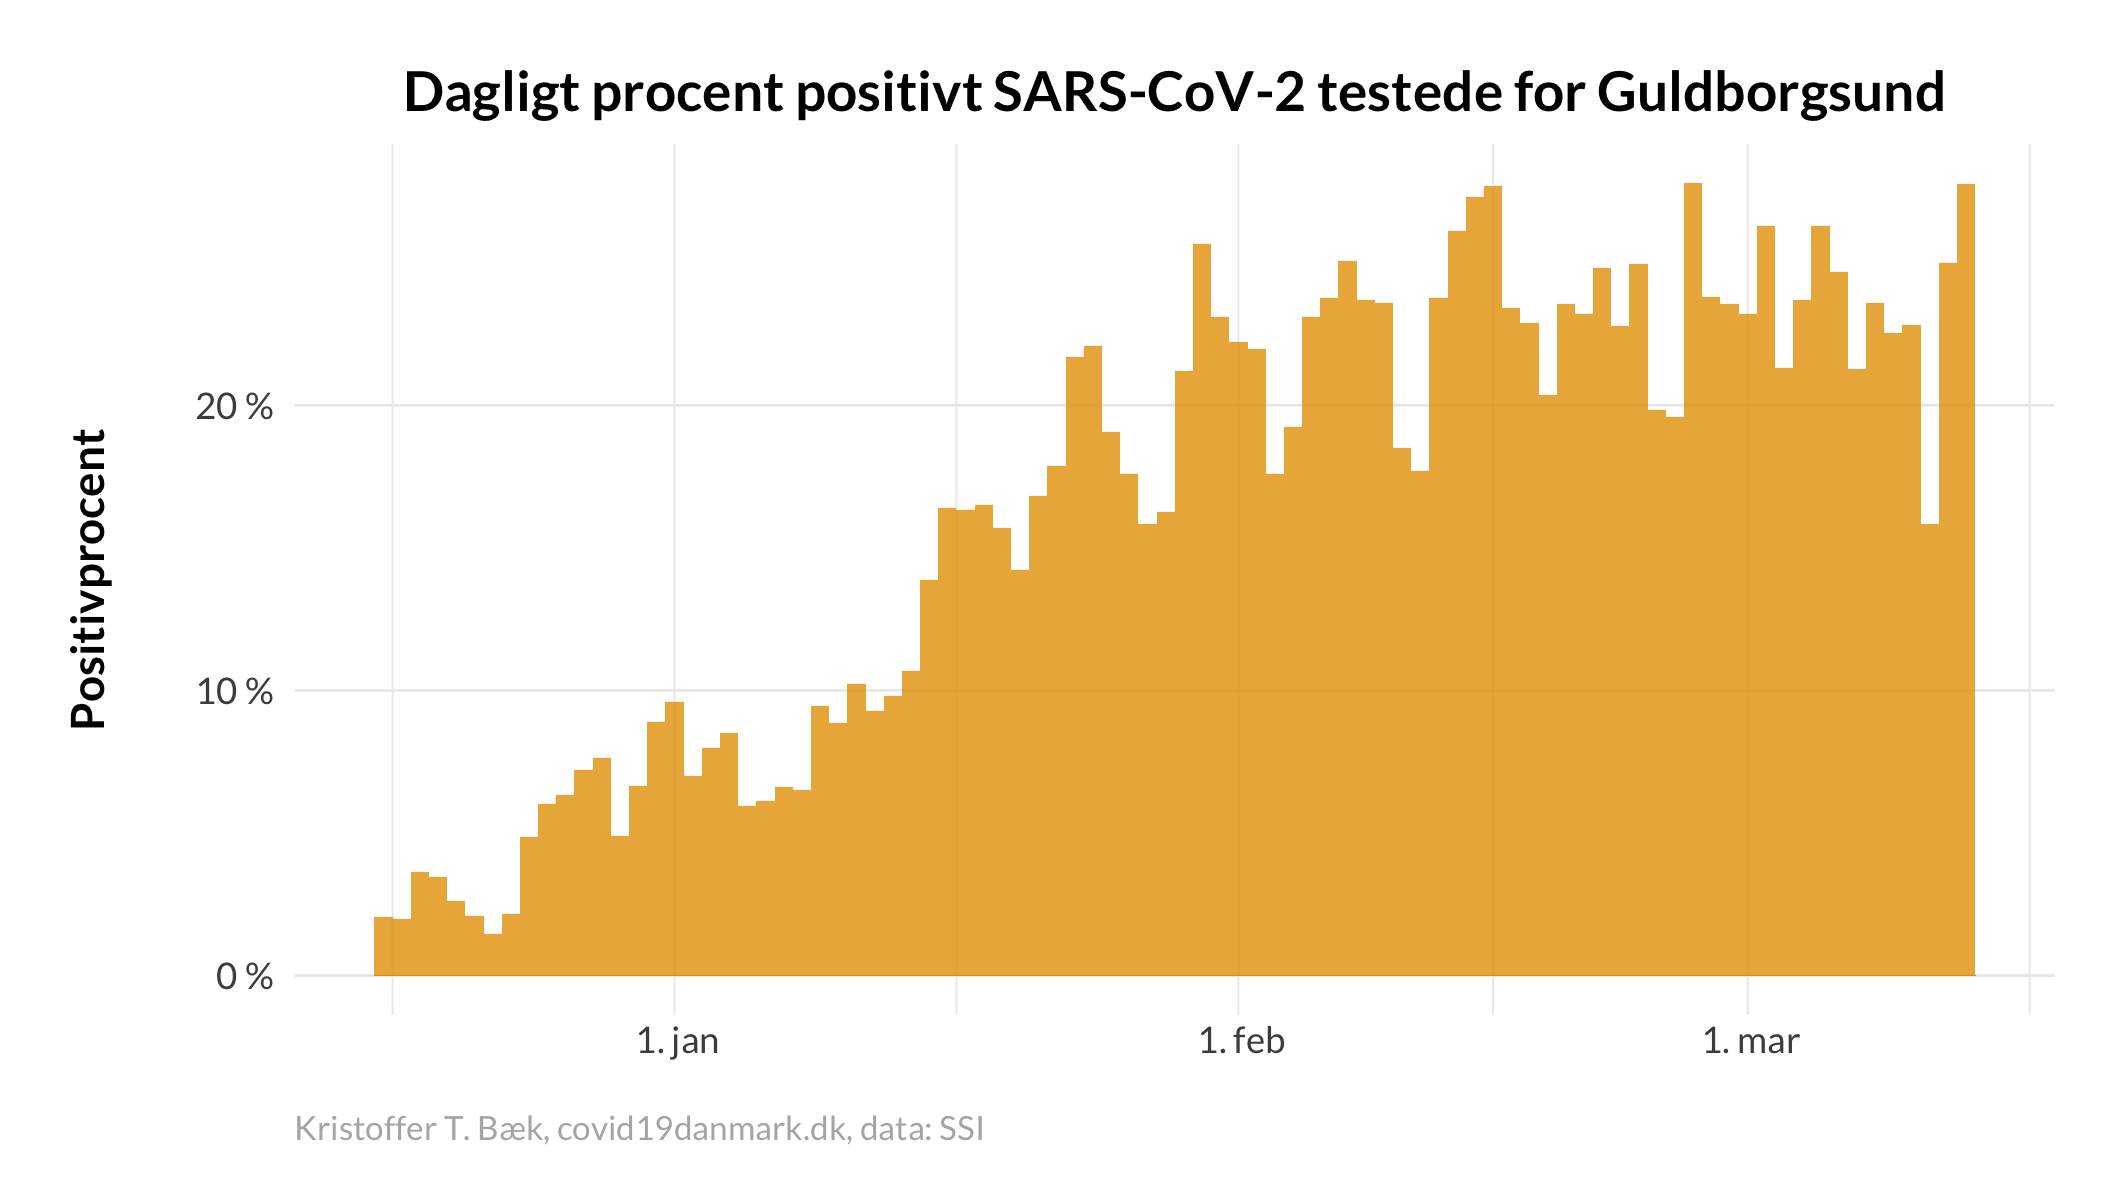 Dagligt procent positivt SARS-CoV-2 testede for Guldborgsund
Positivprocent
20 %
10 %
0 %
1. jan
1. feb
1. mar
Kristoffer T. Bæk, covid19danmark.dk, data: SSI